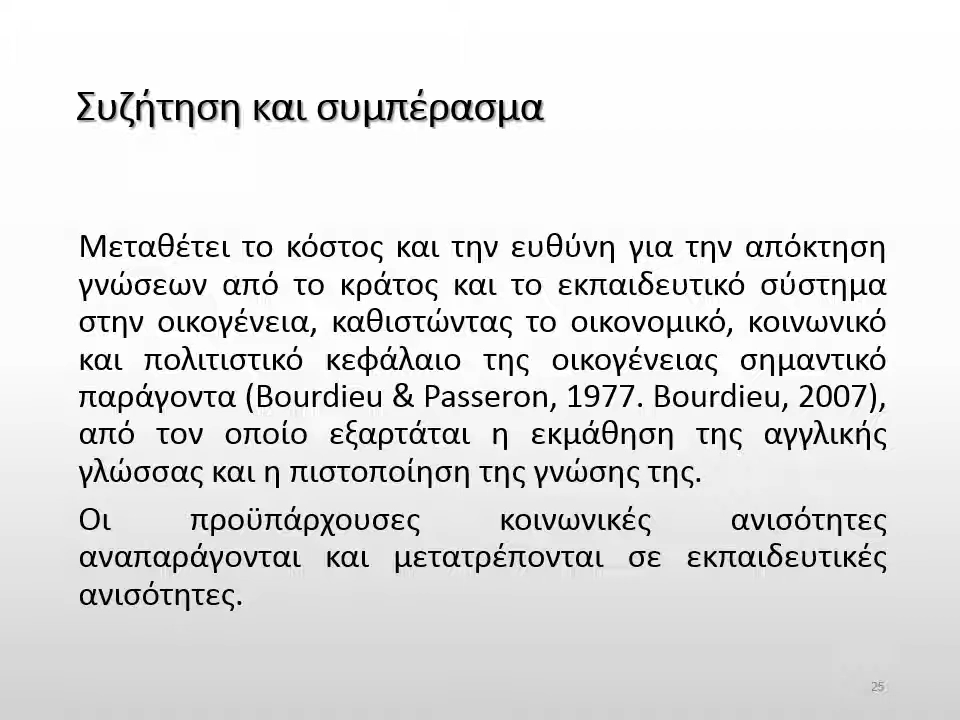 Συζήτηση και συμπέρασμα
Μεταθέτει το κόστος και την ευθύνη για την απόκτηση
γνώσεων από το κράτος και το εκπαιδευτικό σύστημα
στην οικογένεια, καθιστώντας το οικονομικό, κοινωνικό
και πολιτιστικό κεφάλαιο της οικογένειας σημαντικό
παράγοντα (Bourdieu & Passeron, 1977. Bourdieu, 2007),
από τον οποίο εξαρτάται η εκμάθηση της αγγλικής
γλώσσας και η πιστοποίηση της γνώσης της.
Οι προϋπάρχουσες κοινωνικές ανισότητες
αναπαράγονται και μετατρέπονται σε εκπαιδευτικές
ανισότητες.
25